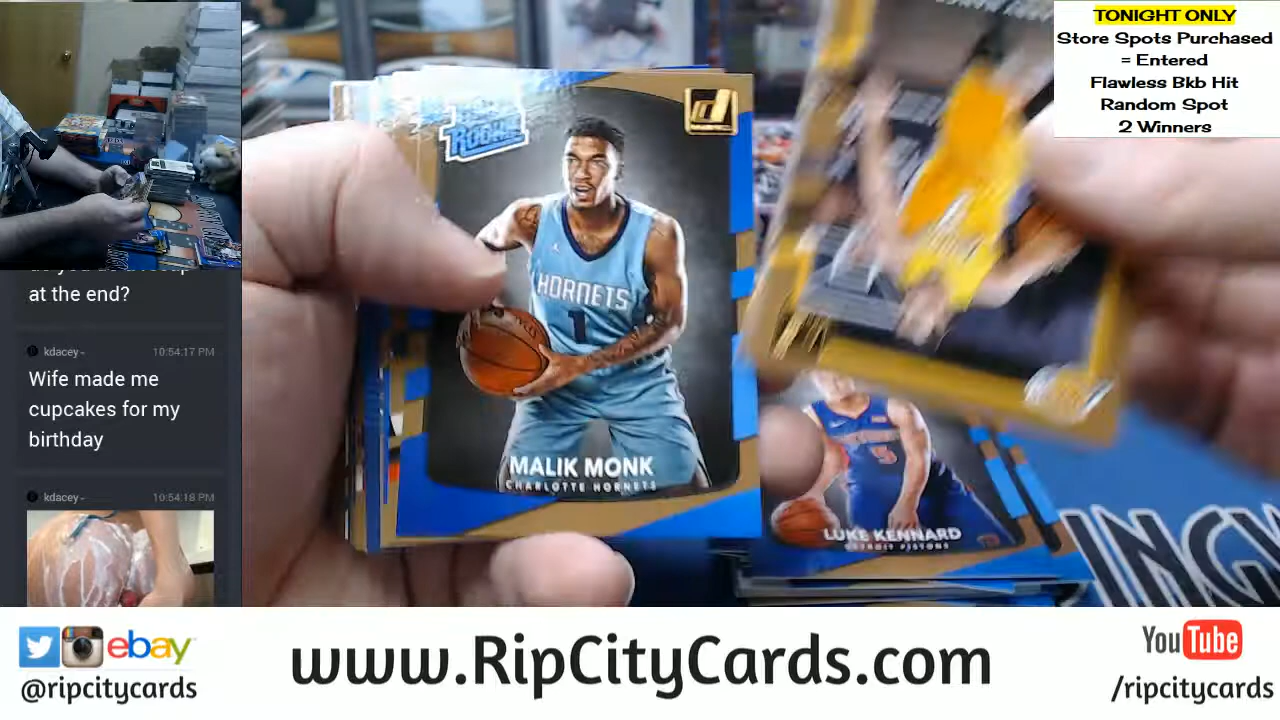 TONIGHT ONLY
Store Spots Purchased
= Entered
Flawless Bkb Hit
Random Spot
2 Winners
at the end?
kdacey
10:54:17 PM
Wife made me
cupcakes for my
birthday
kdacey
10:54:18 PM
ROOKIE
HORNETS
1
MALIK MONK
CHARLOTTE HORNETS
5
LUKE KENNARD
DETROIT PISTONS
INGW
ebay
@ripcitycards
www.RipCityCards.com
YouTube
/ripcitycards